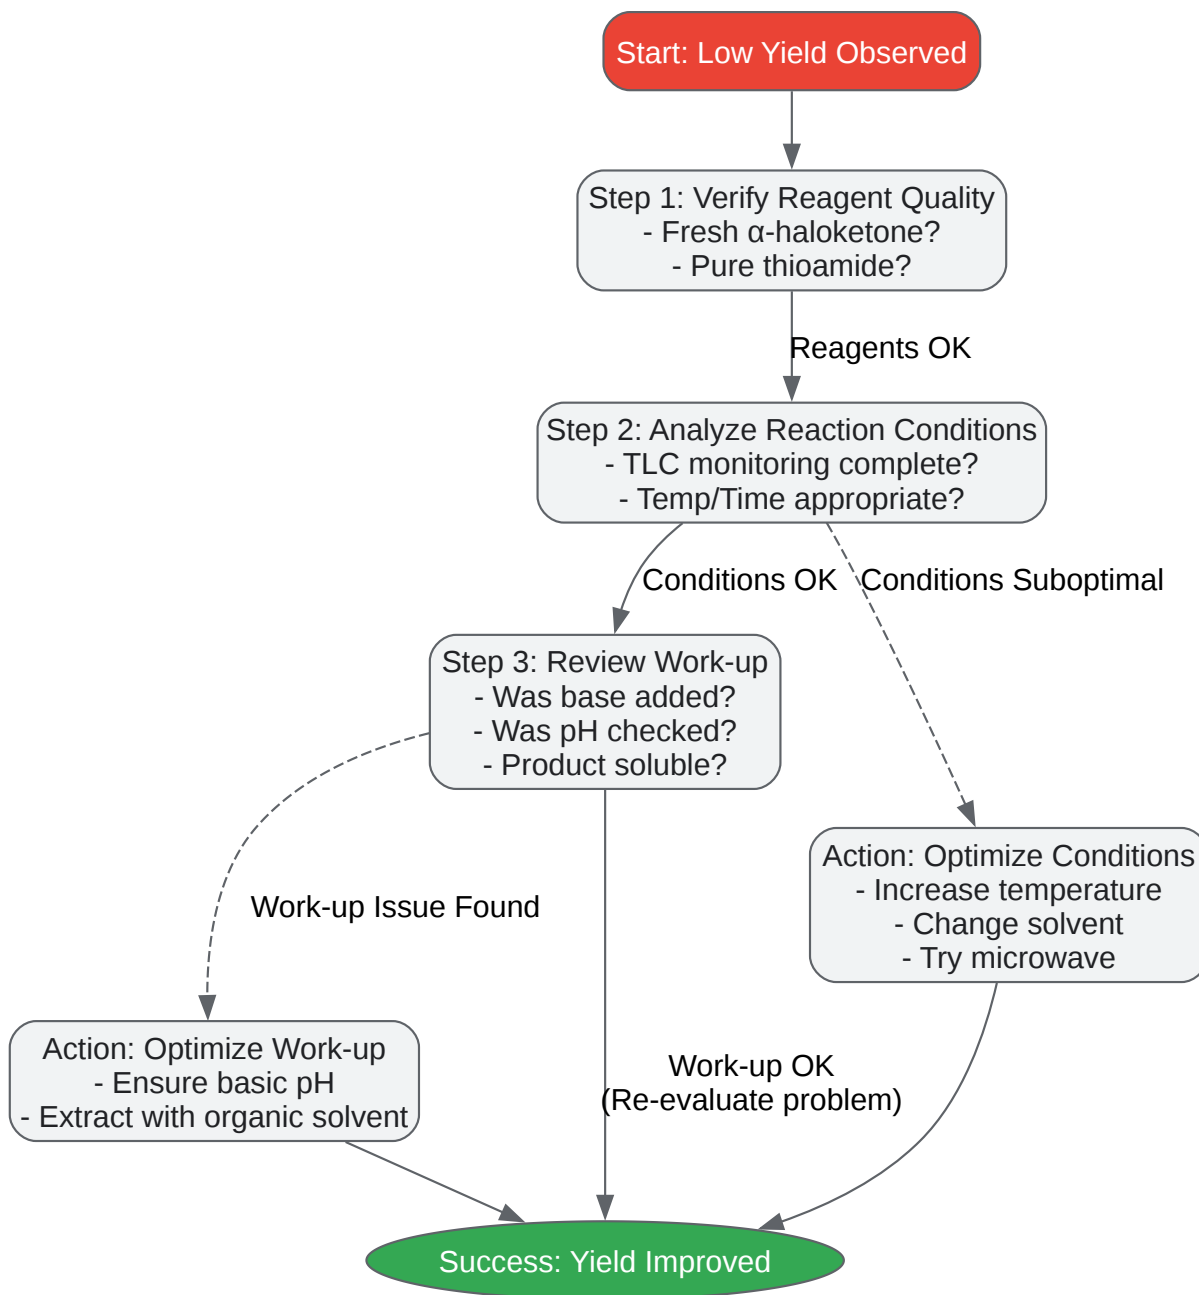 Start: Low Yield Observed
Step 1: Verify Reagent Quality
- Fresh α-haloketone?
- Pure thioamide?
Reagents OK
Step 2: Analyze Reaction Conditions
- TLC monitoring complete?
- Temp/Time appropriate?
Conditions OK
Conditions Suboptimal
Step 3: Review Work-up
- Was base added?
- Was pH checked?
- Product soluble?
Action: Optimize Conditions
- Increase temperature
- Change solvent
- Try microwave
Work-up Issue Found
Action: Optimize Work-up
- Ensure basic pH
- Extract with organic solvent
Work-up OK
(Re-evaluate problem)
Success: Yield Improved